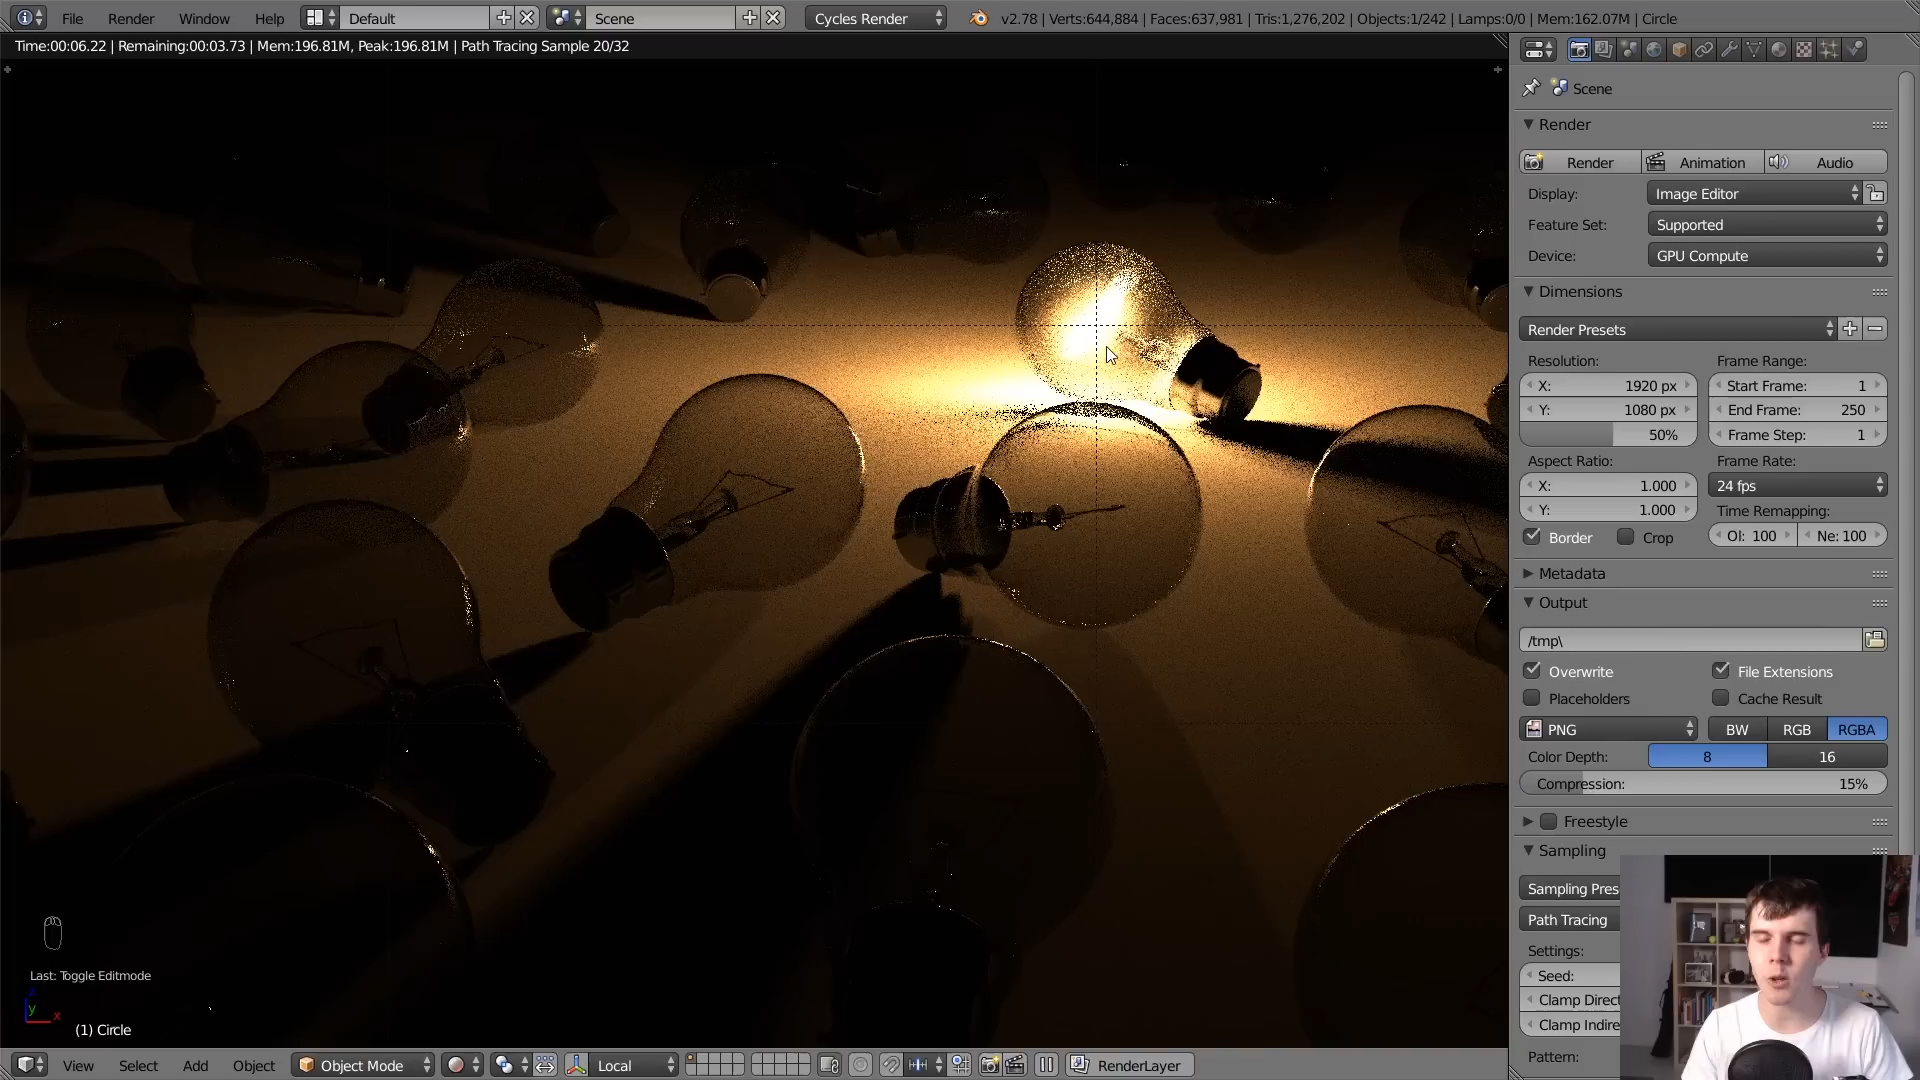 File Render Window Help Default Scene Cycles Render v2.78 | Verts:644,884 | Faces:637,981 | Tris:1,276,202 | Objects:1/242 | Lamps:0/0 | Mem:162.07M | Circle
Time:00:06.22 | Remaining:00:03.73 | Mem:196.81M, Peak:196.81M | Path Tracing Sample 20/32
Scene
Render
Render Animation Audio
Display: Image Editor
Feature Set: Supported
Device: GPU Compute
Dimensions
Render Presets
Resolution: Frame Range:
X: 1920 px Start Frame: 1
Y: 1080 px End Frame: 250
50% Frame Step: 1
Aspect Ratio: Frame Rate:
X: 1.000 24 fps
Y: 1.000 Time Remapping:
Border Crop Ol: 100 Ne: 100
Metadata
Output
/tmp\
Overwrite File Extensions
Placeholders Cache Result
PNG BW RGB RGBA
Color Depth: 8 16
Compression: 15%
Freestyle
Sampling
Sampling Pres
Path Tracing
Settings:
Seed:
Clamp Direct
Clamp Indire
Pattern:
Last: Toggle Editmode
z
y x
(1) Circle
View Select Add Object Object Mode Local RenderLayer